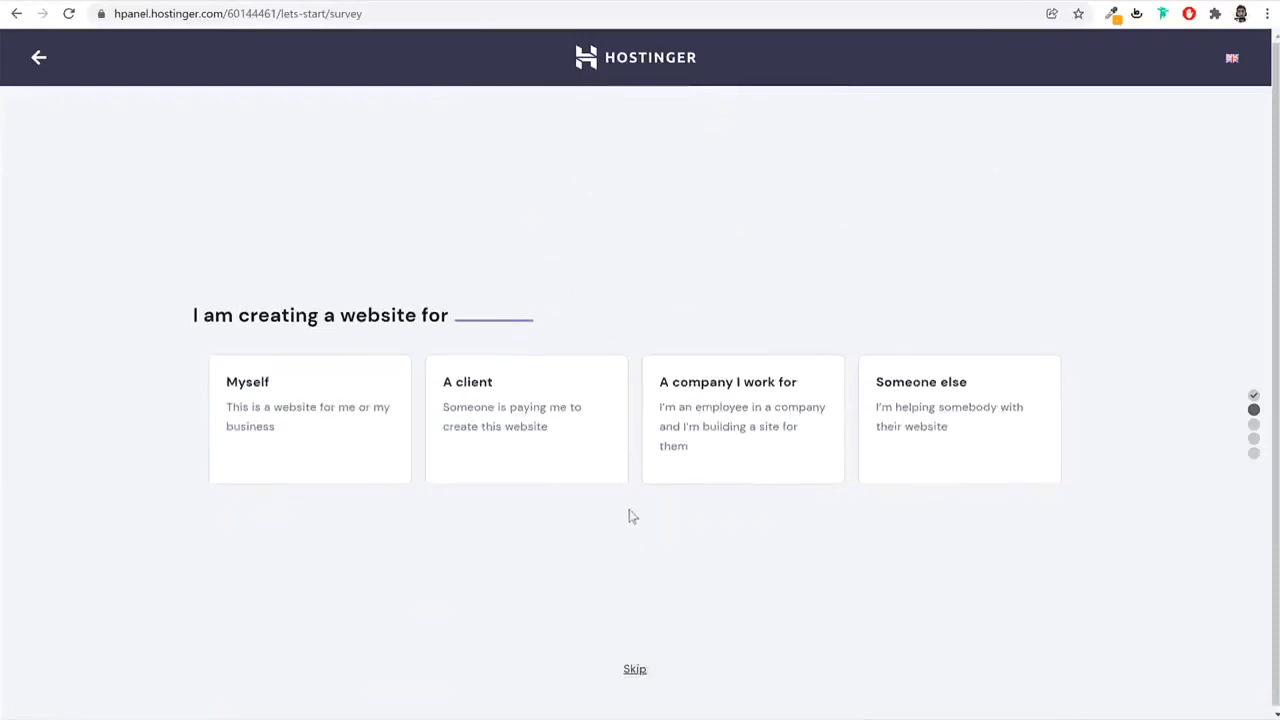 hpanel.hostinger.com/60144461/lets-start/survey
HOSTINGER
I am creating a website for
Myself
This is a website for me or my
business
A client
Someone is paying me to
create this website
A company I work for
I'm an employee in a company
and I'm building a site for
them
Someone else
I'm helping somebody with
their website
Skip